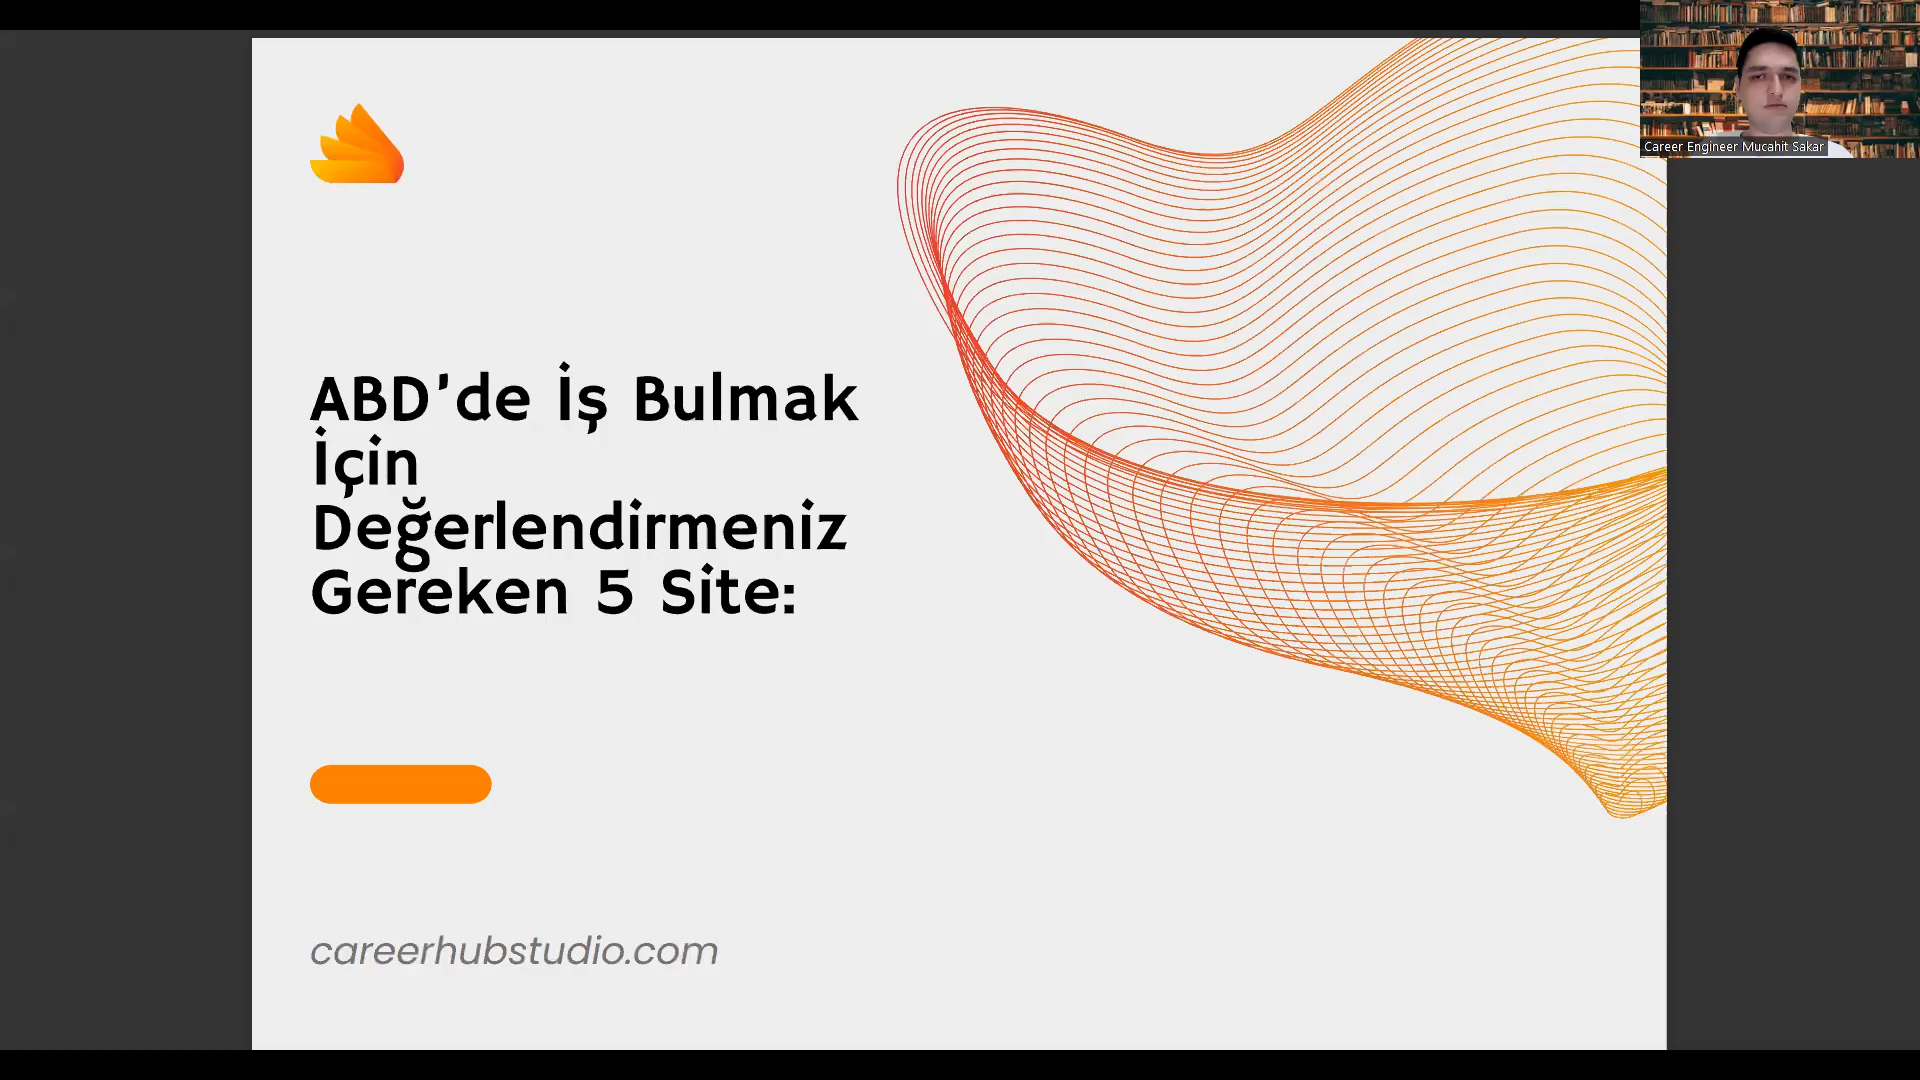 Career Engineer Mucahit Sakar
ABD'de İş Bulmak
İçin
Değerlendirmeniz
Gereken 5 Site:
careerhubstudio.com